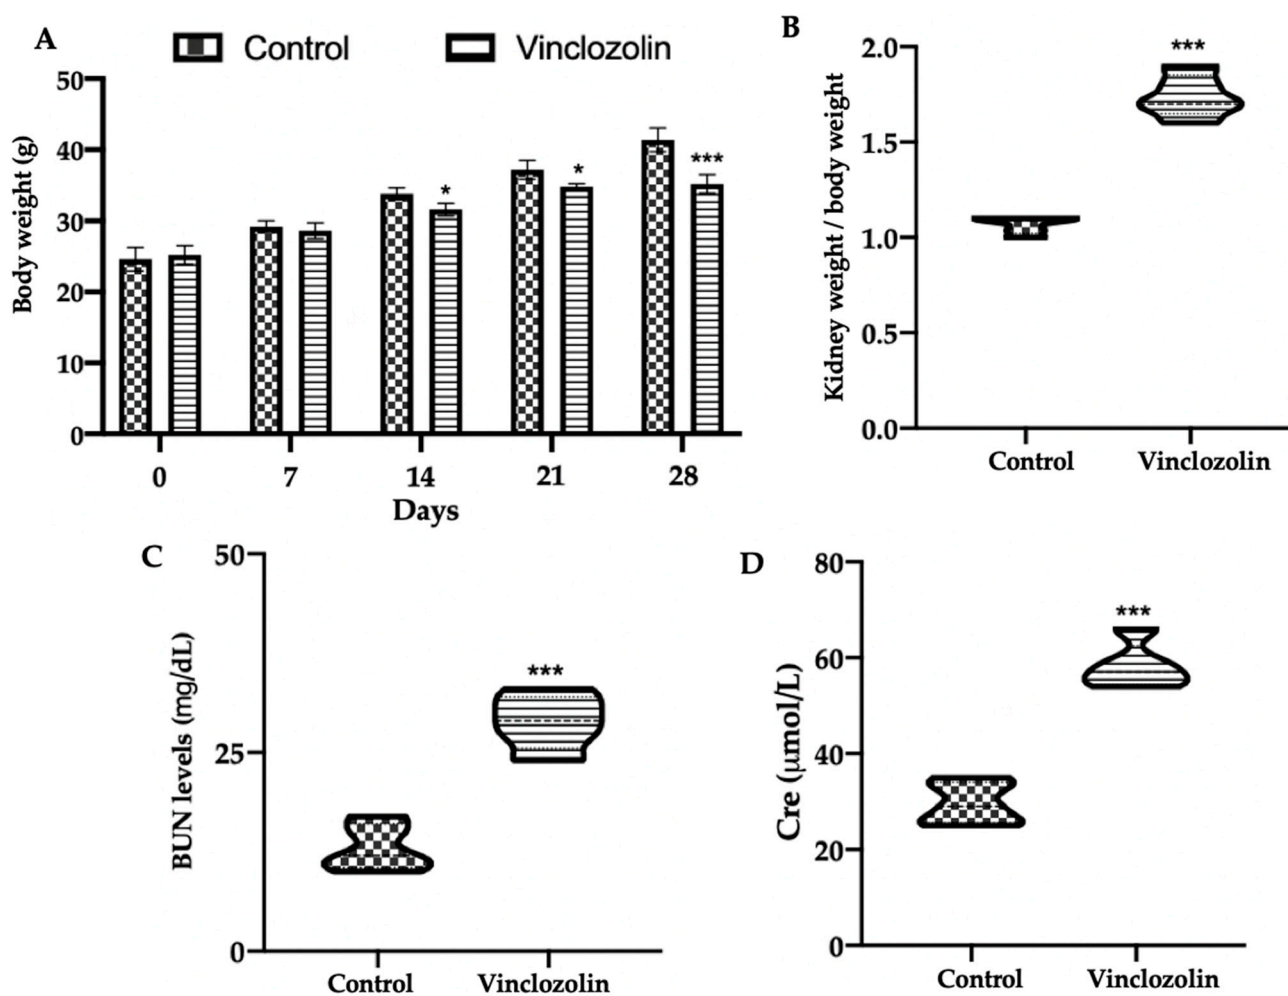 A
Control
Vinclozolin
Body weight (g)
50
40
30
20
10
0
*
*
***
0 7 14 21 28
Days
B
Kidney weight / body weight
2.0
1.5
1.0
0.5
0.0
***
Control Vinclozolin
C
BUN levels (mg/dL)
50
25
0
***
Control Vinclozolin
D
Cre (μmol/L)
80
60
40
20
0
***
Control Vinclozolin